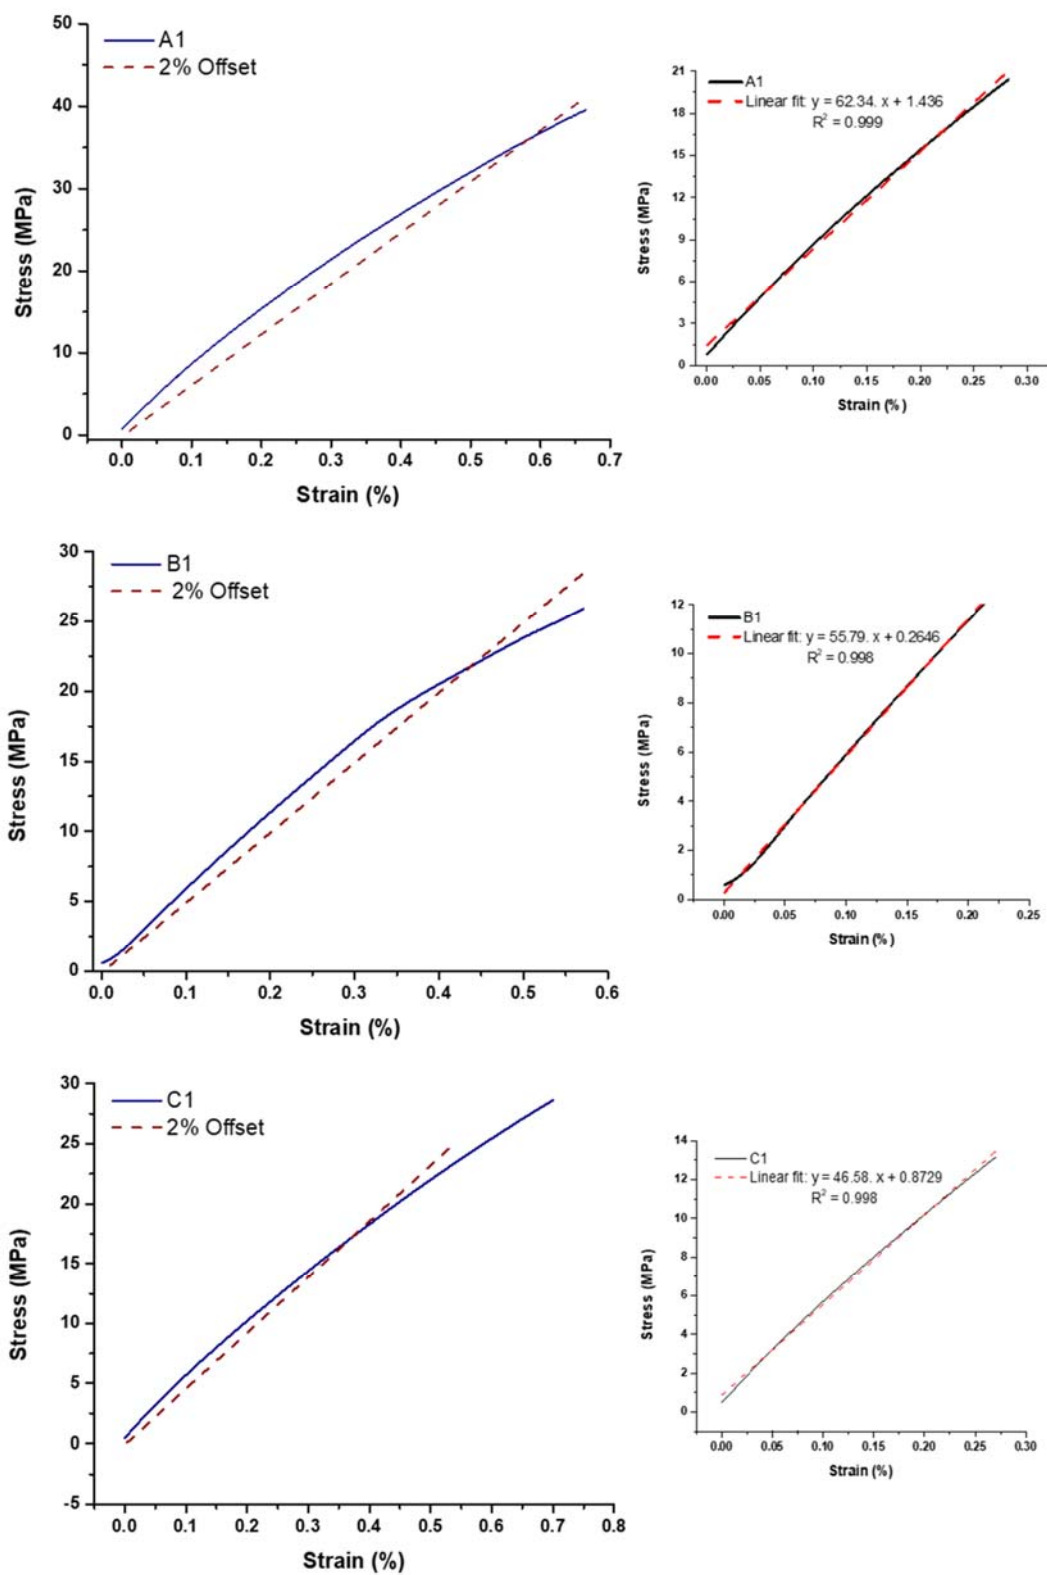 50
40
30
20
10
0
Stress (MPa)
A1
2% Offset
0.0 0.1 0.2 0.3 0.4 0.5 0.6 0.7
Strain (%)
21
18
15
12
9
6
3
0
Stress (MPa)
A1
Linear fit: y = 62.34. x + 1.436
R² = 0.999
0.00 0.05 0.10 0.15 0.20 0.25 0.30
Strain (%)
30
25
20
15
10
5
0
Stress (MPa)
B1
2% Offset
0.0 0.1 0.2 0.3 0.4 0.5 0.6
Strain (%)
12
10
8
6
4
2
0
Stress (MPa)
B1
Linear fit: y = 55.79. x + 0.2646
R² = 0.998
0.00 0.05 0.10 0.15 0.20 0.25
Strain (%)
30
25
20
15
10
5
0
-5
Stress (MPa)
C1
2% Offset
0.0 0.1 0.2 0.3 0.4 0.5 0.6 0.7 0.8
Strain (%)
14
12
10
8
6
4
2
0
Stress (MPa)
C1
Linear fit: y = 46.58. x + 0.8729
R² = 0.998
0.00 0.05 0.10 0.15 0.20 0.25 0.30
Strain (%)